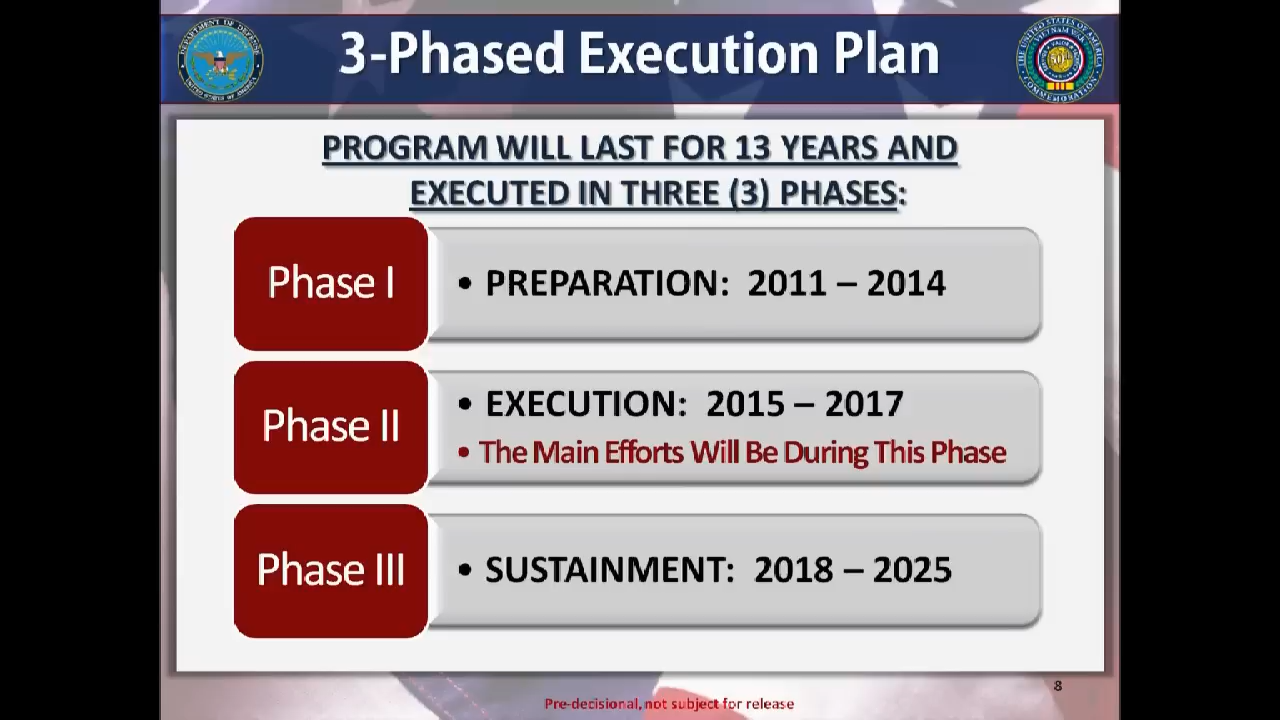 3-Phased Execution Plan
PROGRAM WILL LAST FOR 13 YEARS AND
EXECUTED IN THREE (3) PHASES:
Phase I
• PREPARATION: 2011 – 2014
Phase II
• EXECUTION: 2015 – 2017
• The Main Efforts Will Be During This Phase
Phase III
• SUSTAINMENT: 2018 – 2025
8
Pre-decisional, not subject for release